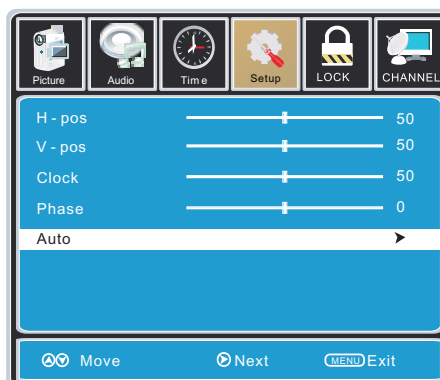 Picture Audio Time Setup LOCK CHANNEL
H - pos 50
V - pos 50
Clock 50
Phase 0
Auto
Move Next MENU Exit